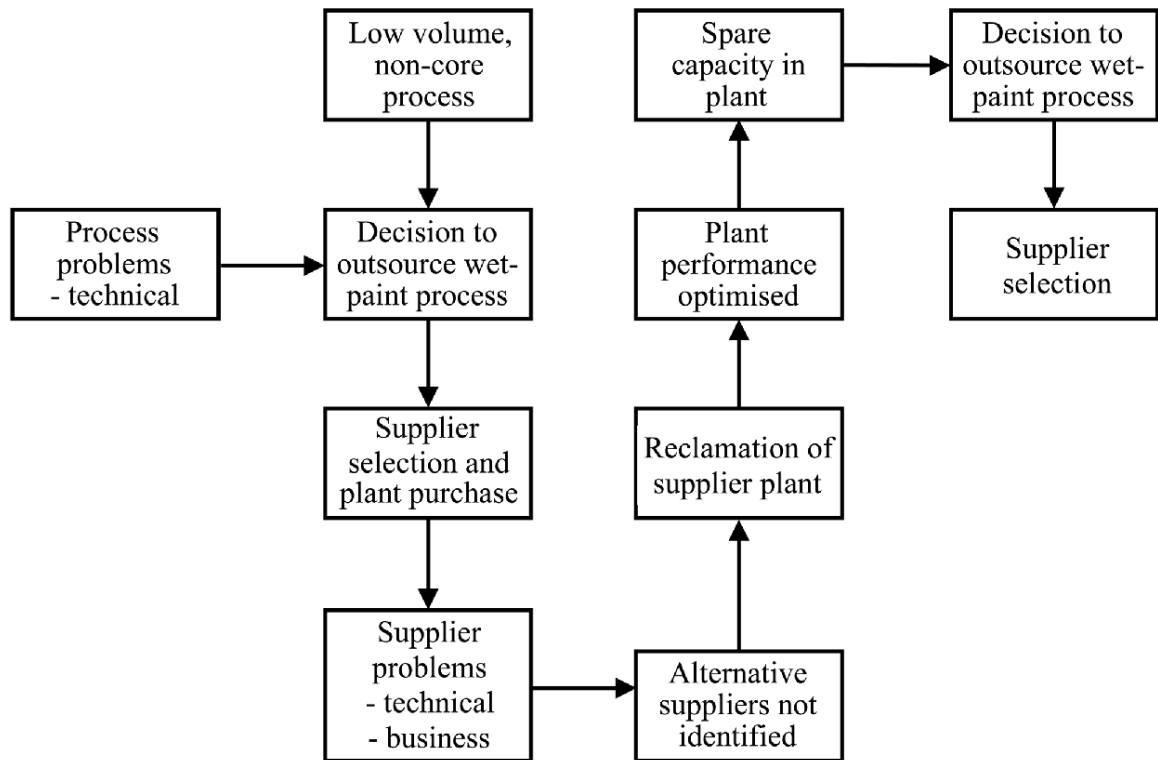 Low volume,
non-core
process
Process
problems
- technical
Decision to
outsource wet-
paint process
Supplier
selection and
plant purchase
Supplier
problems
- technical
- business
Alternative
suppliers not
identified
Reclamation of
supplier plant
Plant
performance
optimised
Spare
capacity in
plant
Decision to
outsource wet-
paint process
Supplier
selection